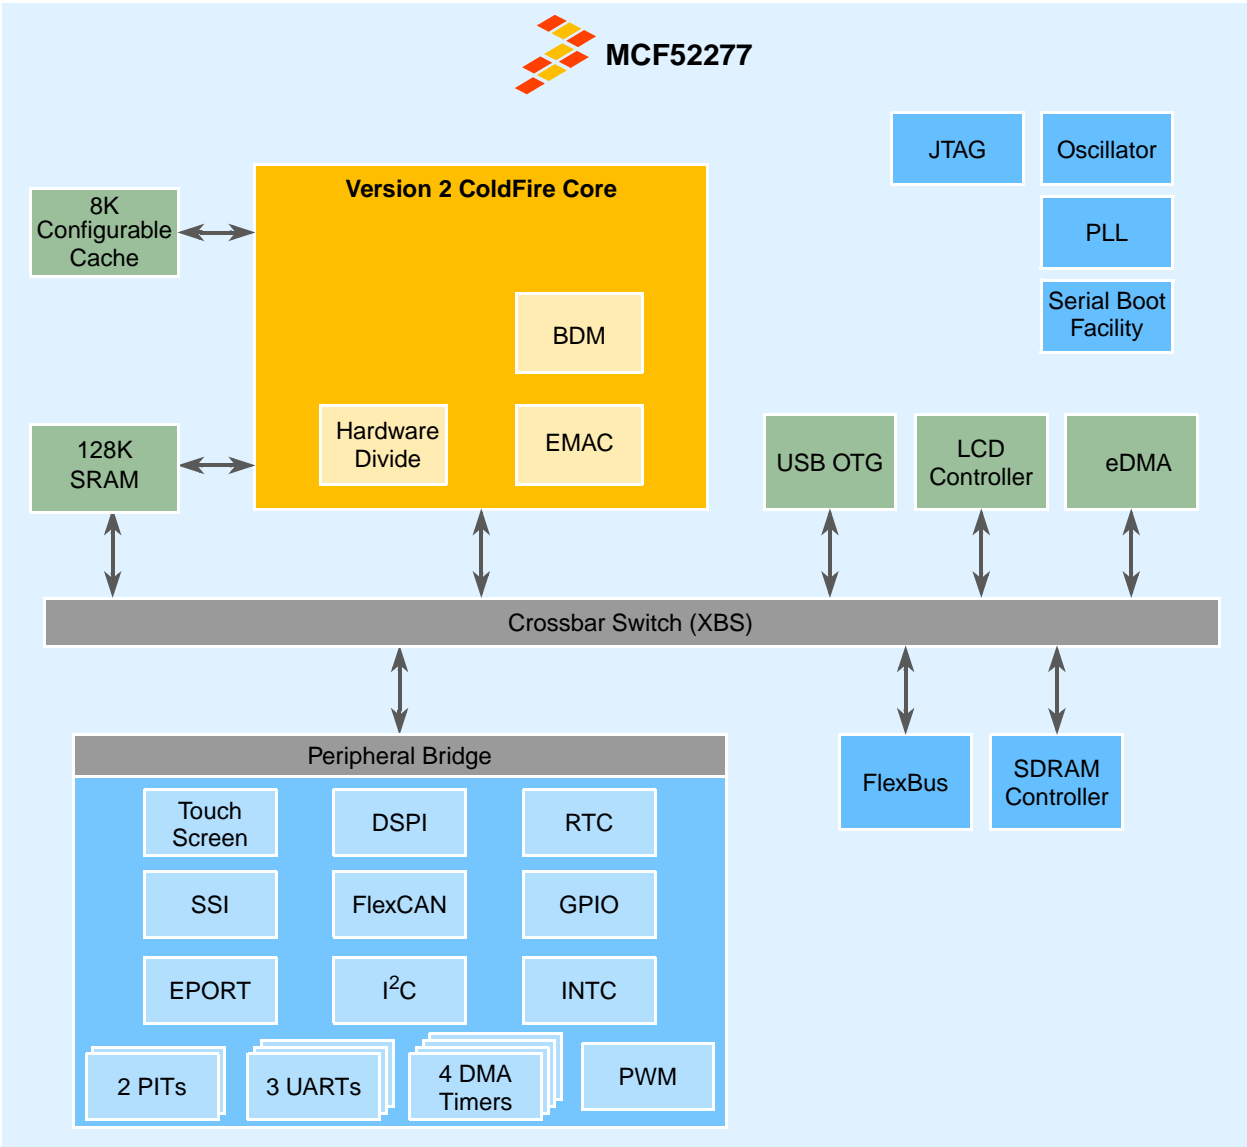 MCF52277
JTAG
Oscillator
Version 2 ColdFire Core
8K
Configurable
Cache
PLL
Serial Boot
Facility
BDM
Hardware
Divide
EMAC
128K
SRAM
USB OTG
LCD
Controller
eDMA
Crossbar Switch (XBS)
Peripheral Bridge
FlexBus
SDRAM
Controller
Touch
Screen
DSPI
RTC
SSI
FlexCAN
GPIO
EPORT
I²C
INTC
2 PITs
3 UARTs
4 DMA
Timers
PWM